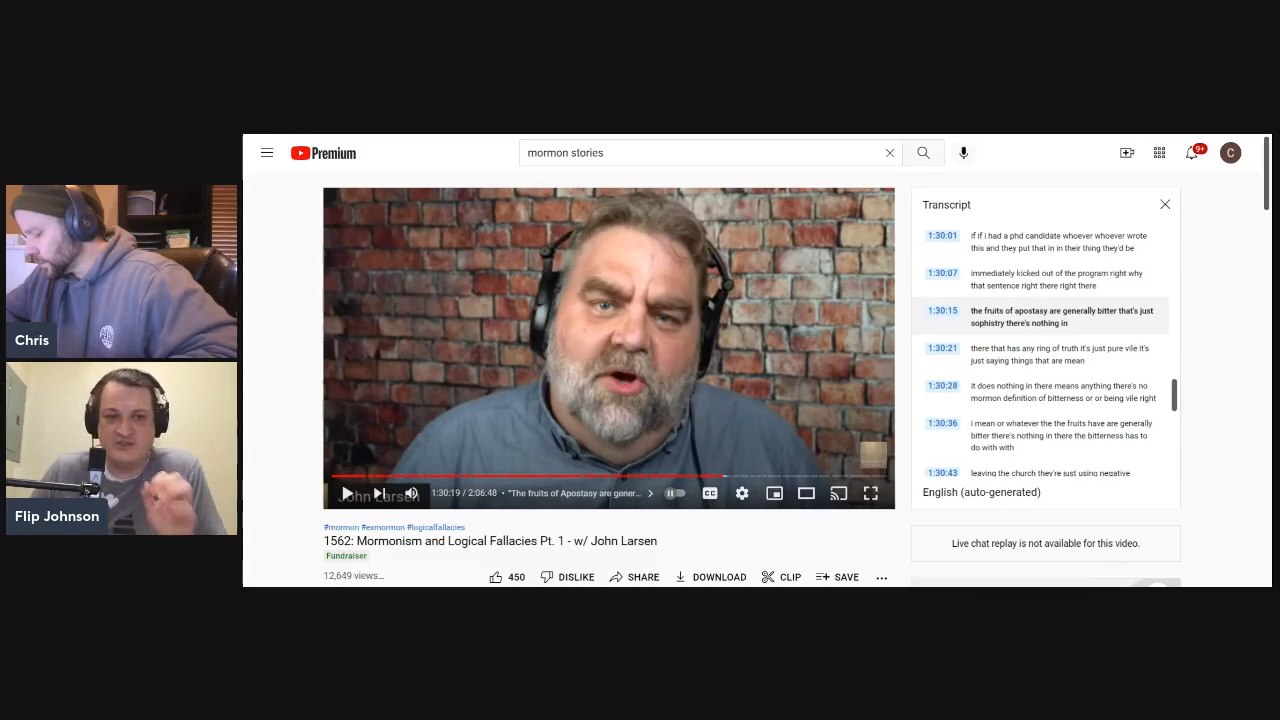 Premium
mormon stories
9+
C
Chris
Flip Johnson
John Larsen
1:30:19 / 2:06:48 • "The fruits of Apostasy are gener...
CC
#mormon #exmormon #logicalfallacies
1562: Mormonism and Logical Fallacies Pt. 1 - w/ John Larsen
Fundraiser
12,649 views...
450 DISLIKE SHARE DOWNLOAD CLIP SAVE ...
Transcript
1:30:01 If if i had a phd candidate whoever whoever wrote
this and they put that in in their thing they'd be
1:30:07 immediately kicked out of the program right why
that sentence right there right there
1:30:15 the fruits of apostasy are generally bitter that's just
sophistry there's nothing in
1:30:21 there that has any ring of truth it's just pure vile it's
just saying things that are mean
1:30:28 it does nothing in there means anything there's no
mormon definition of bitterness or or being vile right
1:30:36 i mean or whatever the the fruits have are generally
bitter there's nothing in there the bitterness has to
do with with
1:30:43 leaving the church they're just using negative
English (auto-generated)
Live chat replay is not available for this video.